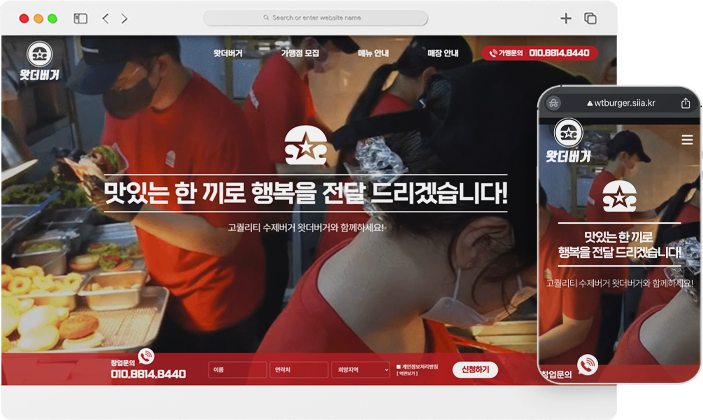 Search or enter website name
왓더버거
왓더버거 가맹점 모집 메뉴 안내 매장 안내 가맹문의 010.8814.8440
맛있는 한 끼로 행복을 전달 드리겠습니다!
고퀄리티 수제버거 왓더버거와 함께하세요!
창업문의
010.8814.8440
이름 연락처 희망지역 ■ 개인정보처리방침
[약관보기]
신청하기
wtburger.siia.kr
왓더버거
맛있는 한 끼로
행복을 전달 드리겠습니다!
고퀄리티 수제버거 왓더버거와 함께하세요!
창업문의